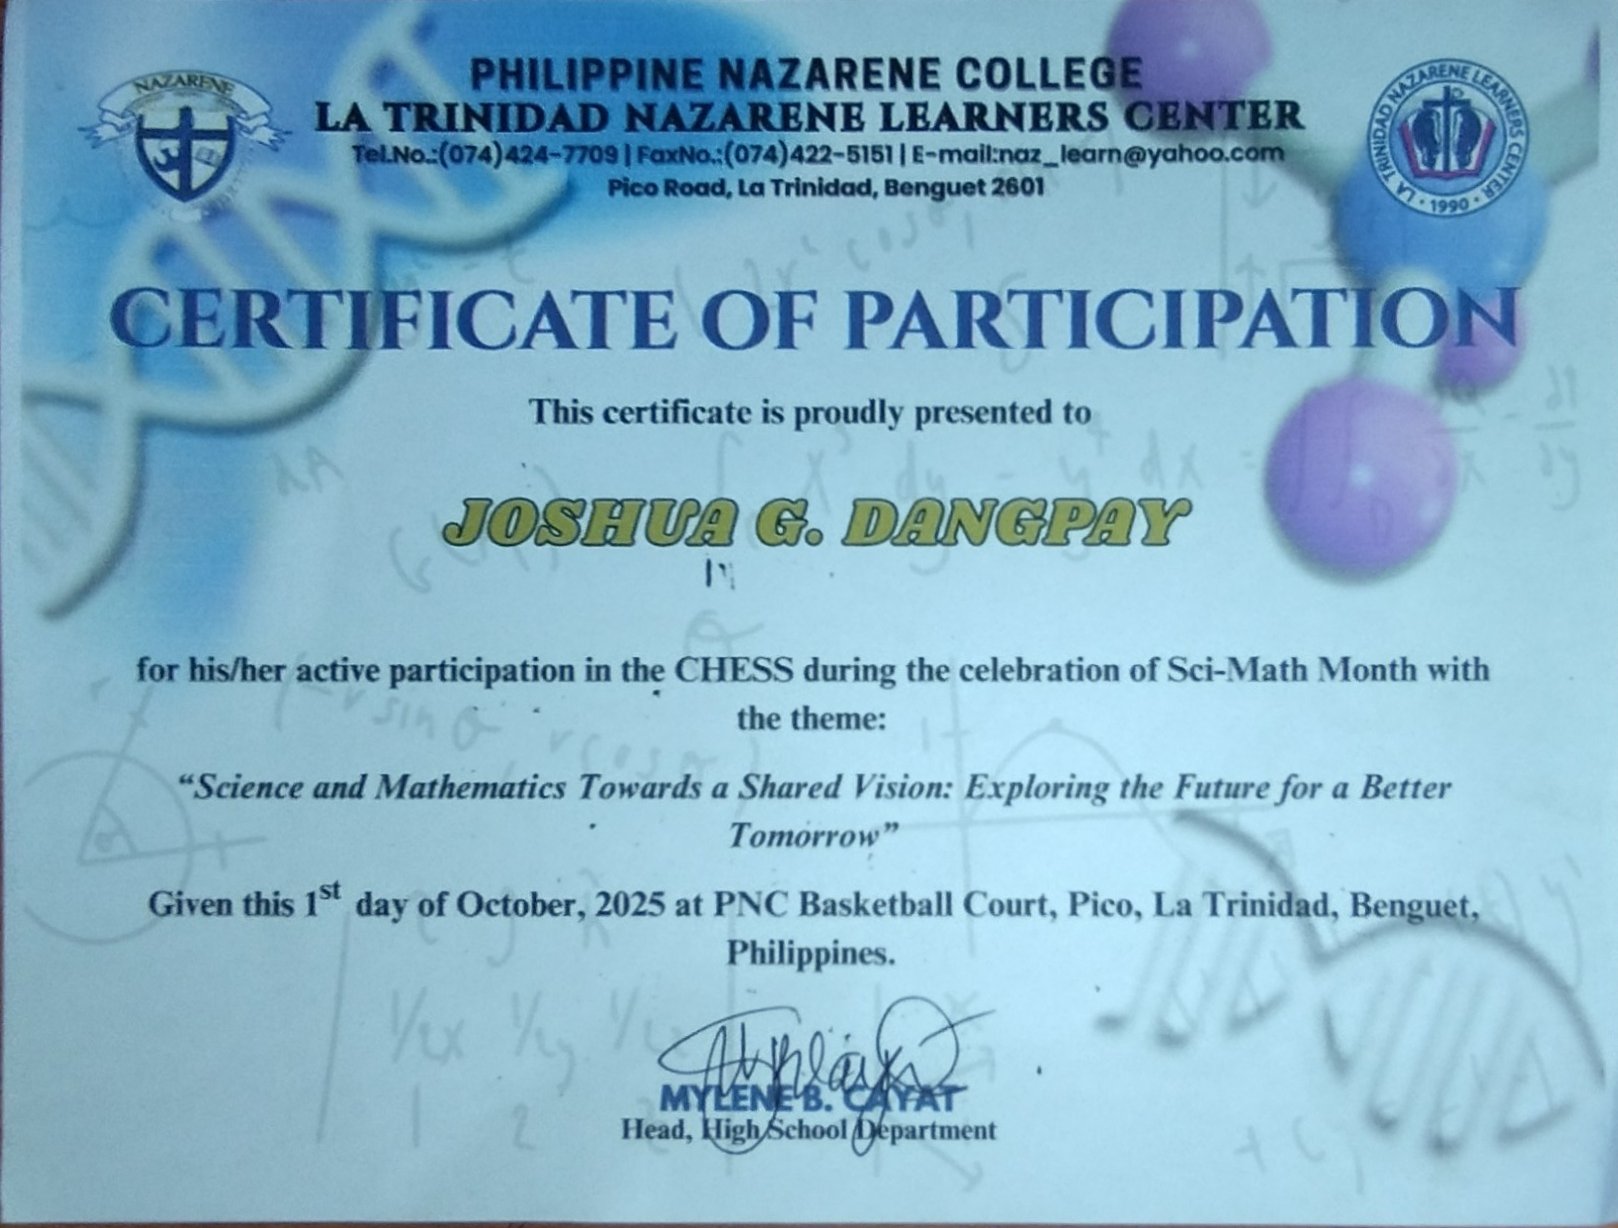 PHILIPPINE NAZARENE COLLEGE
LA TRINIDAD NAZARENE LEARNERS CENTER
Tel.No.:(074)424-7709 | FaxNo.:(074)422-5151 | E-mail:naz_learn@yahoo.com
Pico Road, La Trinidad, Benguet 2601
NAZARENE
LA TRINIDAD NAZARENE LEARNERS CENTER
• 1990 •
CERTIFICATE OF PARTICIPATION
This certificate is proudly presented to
JOSHUA G. DANGPAY
for his/her active participation in the CHESS during the celebration of Sci-Math Month with
the theme:
“Science and Mathematics Towards a Shared Vision: Exploring the Future for a Better
Tomorrow”
Given this 1st day of October, 2025 at PNC Basketball Court, Pico, La Trinidad, Benguet,
Philippines.
MYLENE B. CAYAT
Head, High School Department